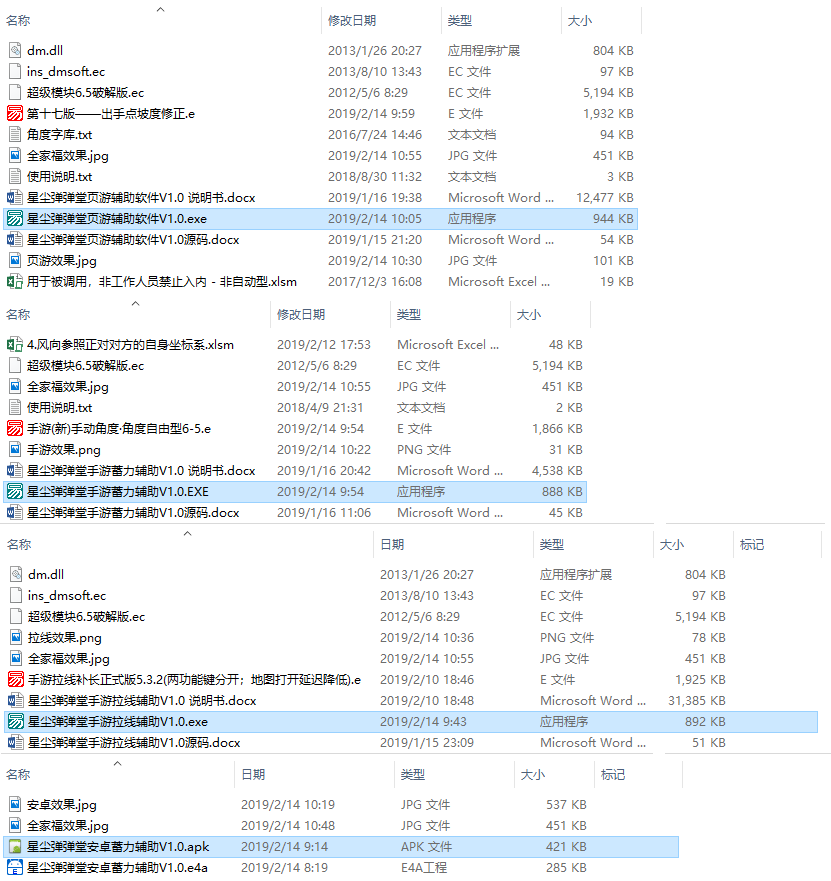 名称 修改日期 类型 大小
dm.dll 2013/1/26 20:27 应用程序扩展 804 KB
ins_dmsoft.ec 2013/8/10 13:43 EC 文件 97 KB
超级模块6.5破解版.ec 2012/5/6 8:29 EC 文件 5,194 KB
第十七版——出手点坡度修正.e 2019/2/14 9:59 E 文件 1,932 KB
角度字库.txt 2016/7/24 14:46 文本文档 94 KB
全家福效果.jpg 2019/2/14 10:55 JPG 文件 451 KB
使用说明.txt 2018/8/30 11:32 文本文档 3 KB
星尘弹弹堂页游辅助软件V1.0 说明书.docx 2019/1/16 19:38 Microsoft Word ... 12,477 KB
星尘弹弹堂页游辅助软件V1.0.exe 2019/2/14 10:05 应用程序 944 KB
星尘弹弹堂页游辅助软件V1.0源码.docx 2019/1/15 21:20 Microsoft Word ... 54 KB
页游效果.jpg 2019/2/14 10:30 JPG 文件 101 KB
用于被调用，非工作人员禁止入内 - 非自动型.xlsm 2017/12/3 16:08 Microsoft Excel ... 19 KB
名称 修改日期 类型 大小
4.风向参照正对对方的自身坐标系.xlsm 2019/2/12 17:53 Microsoft Excel ... 48 KB
超级模块6.5破解版.ec 2012/5/6 8:29 EC 文件 5,194 KB
全家福效果.jpg 2019/2/14 10:55 JPG 文件 451 KB
使用说明.txt 2018/4/9 21:31 文本文档 2 KB
手游(新)手动角度·角度自由型6-5.e 2019/2/14 9:54 E 文件 1,866 KB
手游效果.png 2019/2/14 10:22 PNG 文件 31 KB
星尘弹弹堂手游蓄力辅助V1.0 说明书.docx 2019/1/16 20:42 Microsoft Word ... 4,538 KB
星尘弹弹堂手游蓄力辅助V1.0.EXE 2019/2/14 9:54 应用程序 888 KB
星尘弹弹堂手游蓄力辅助V1.0源码.docx 2019/1/16 11:06 Microsoft Word ... 45 KB
名称 日期 类型 大小 标记
dm.dll 2013/1/26 20:27 应用程序扩展 804 KB
ins_dmsoft.ec 2013/8/10 13:43 EC 文件 97 KB
超级模块6.5破解版.ec 2012/5/6 8:29 EC 文件 5,194 KB
拉线效果.png 2019/2/14 10:36 PNG 文件 78 KB
全家福效果.jpg 2019/2/14 10:55 JPG 文件 451 KB
手游拉线补长正式版5.3.2(两功能键分开；地图打开延迟降低).e 2019/2/10 18:46 E 文件 1,925 KB
星尘弹弹堂手游拉线辅助V1.0 说明书.docx 2019/2/10 18:48 Microsoft Word ... 31,385 KB
星尘弹弹堂手游拉线辅助V1.0.exe 2019/2/14 9:43 应用程序 892 KB
星尘弹弹堂手游拉线辅助V1.0源码.docx 2019/1/15 23:09 Microsoft Word ... 51 KB
名称 日期 类型 大小 标记
安卓效果.jpg 2019/2/14 10:19 JPG 文件 537 KB
全家福效果.jpg 2019/2/14 10:48 JPG 文件 451 KB
星尘弹弹堂安卓蓄力辅助V1.0.apk 2019/2/14 9:14 APK 文件 421 KB
星尘弹弹堂安卓蓄力辅助V1.0.e4a 2019/2/14 8:19 E4A工程 285 KB